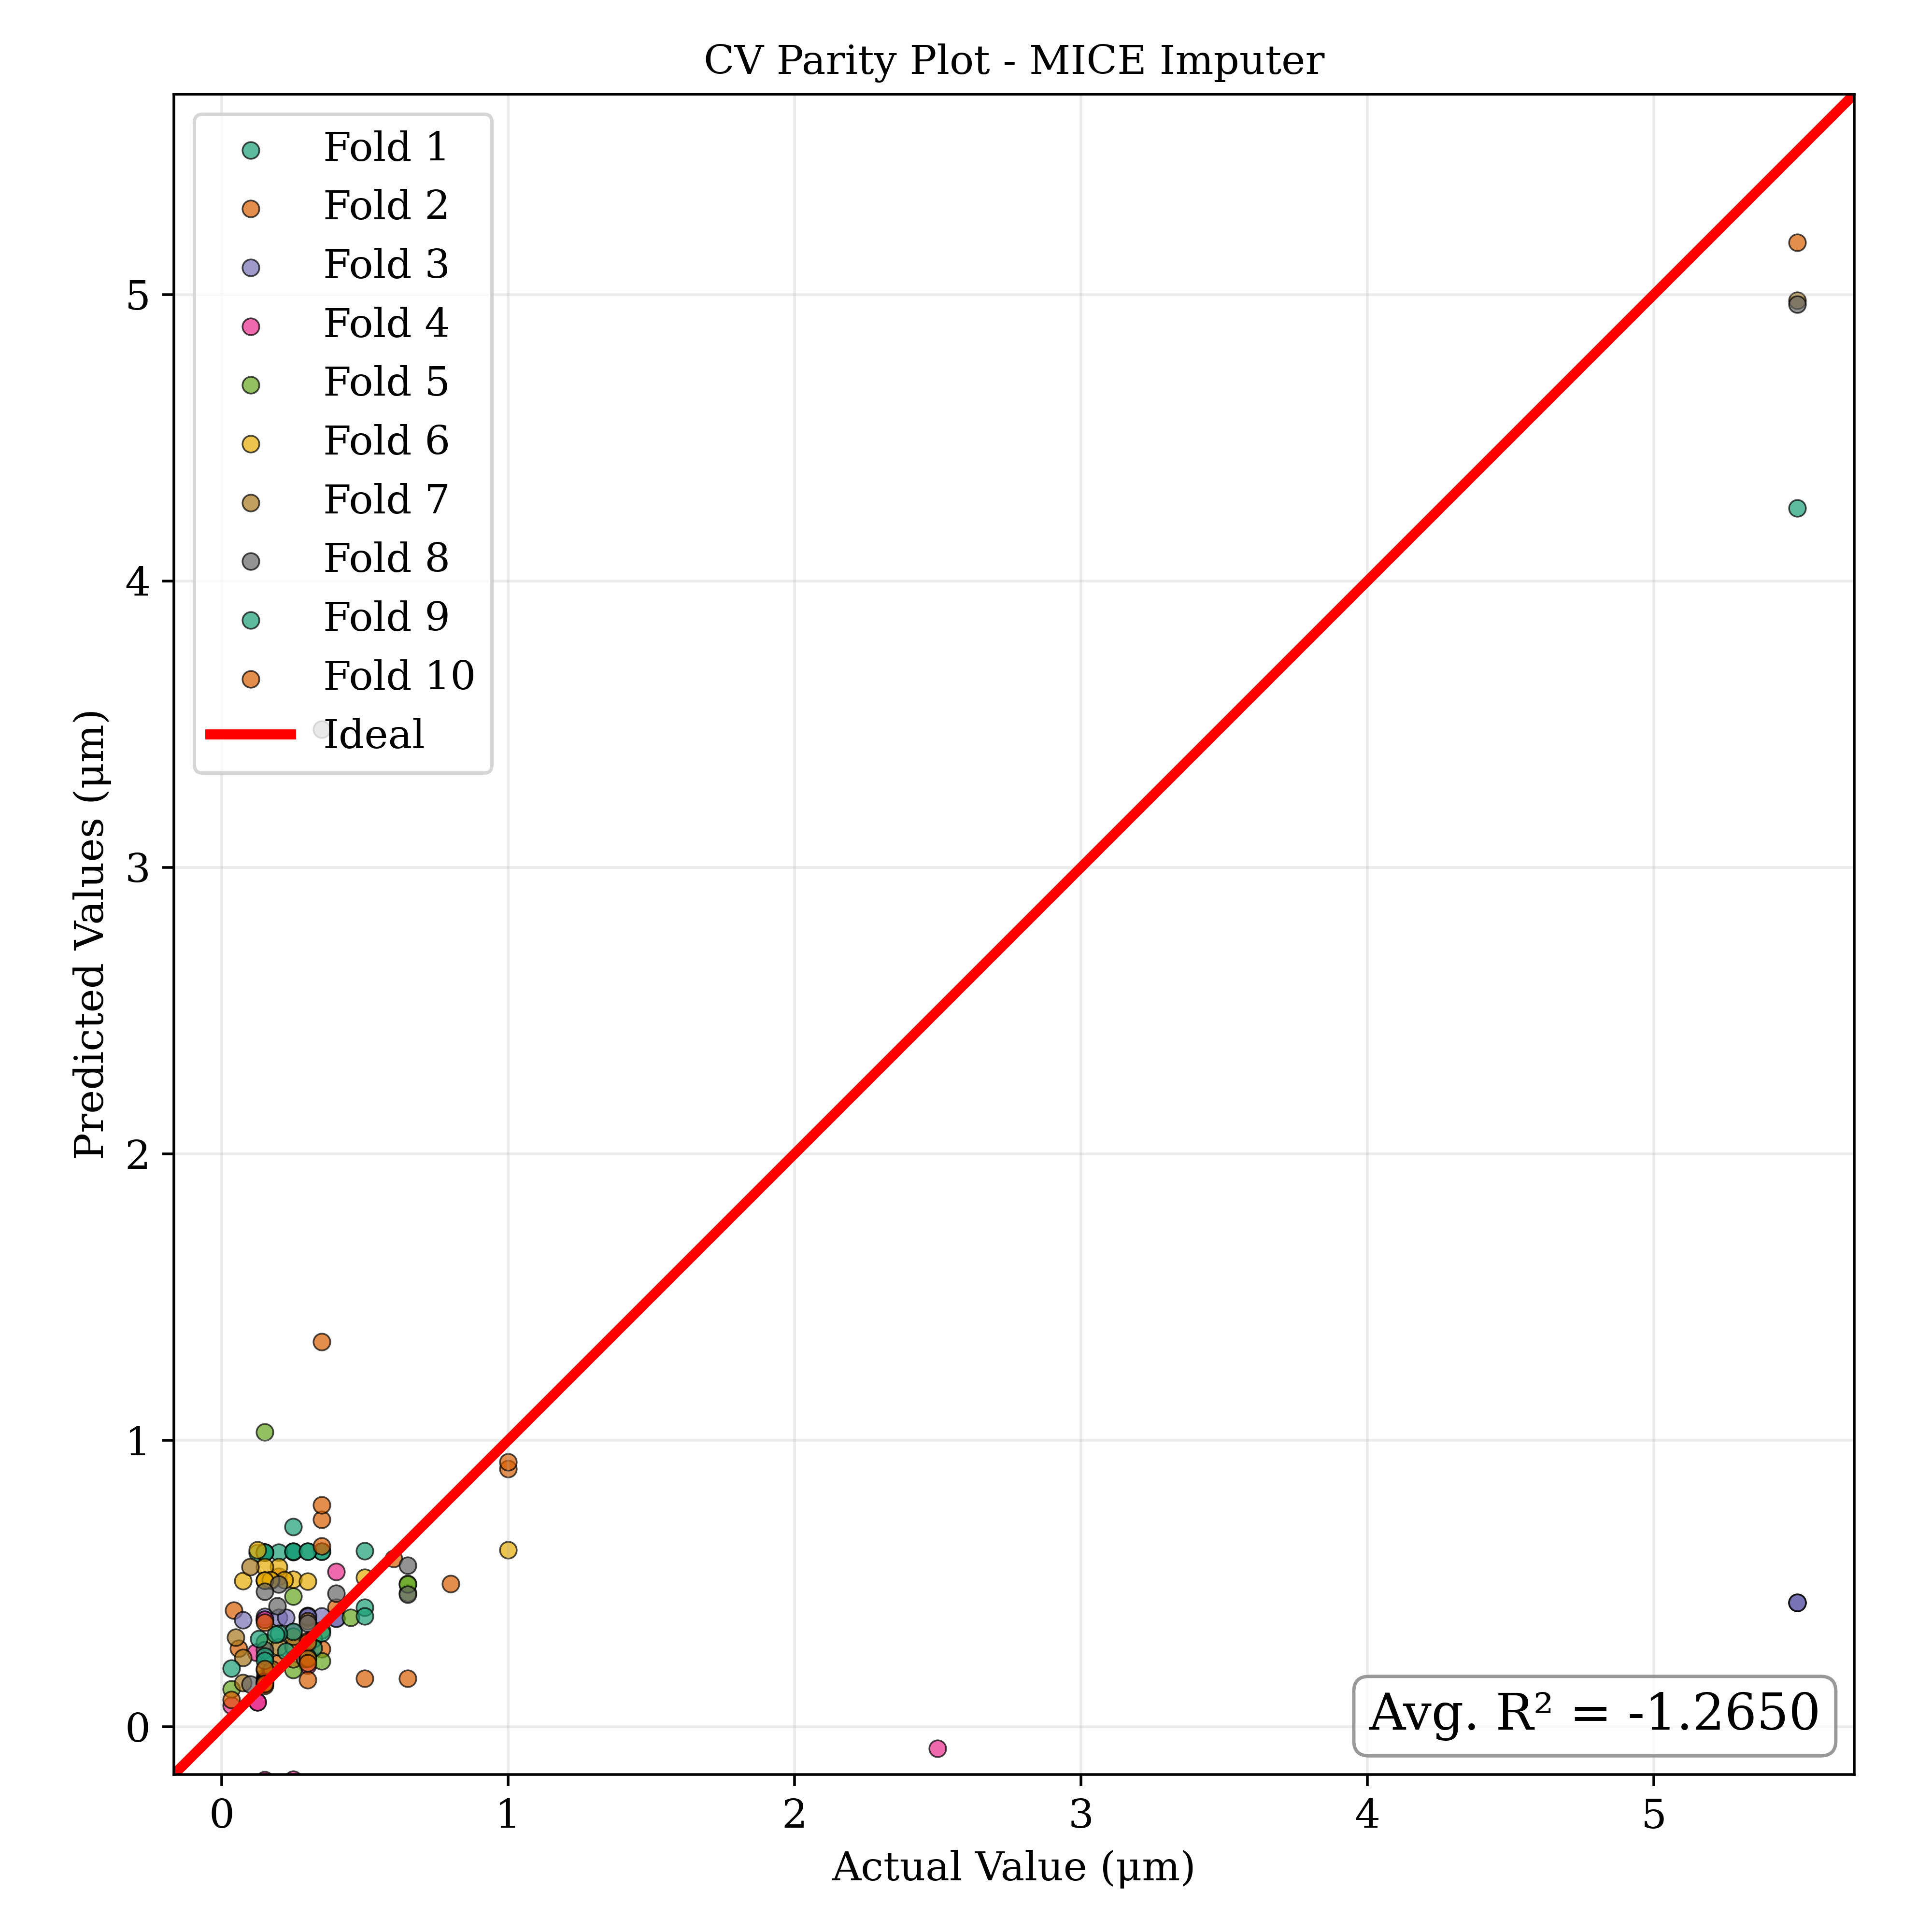 CV Parity Plot - MICE Imputer
Fold 1
Fold 2
Fold 3
Fold 4
Fold 5
Fold 6
Fold 7
Fold 8
Fold 9
Fold 10
Ideal
5
4
3
2
1
0
Predicted Values (μm)
Avg. R² = -1.2650
0 1 2 3 4 5
Actual Value (μm)